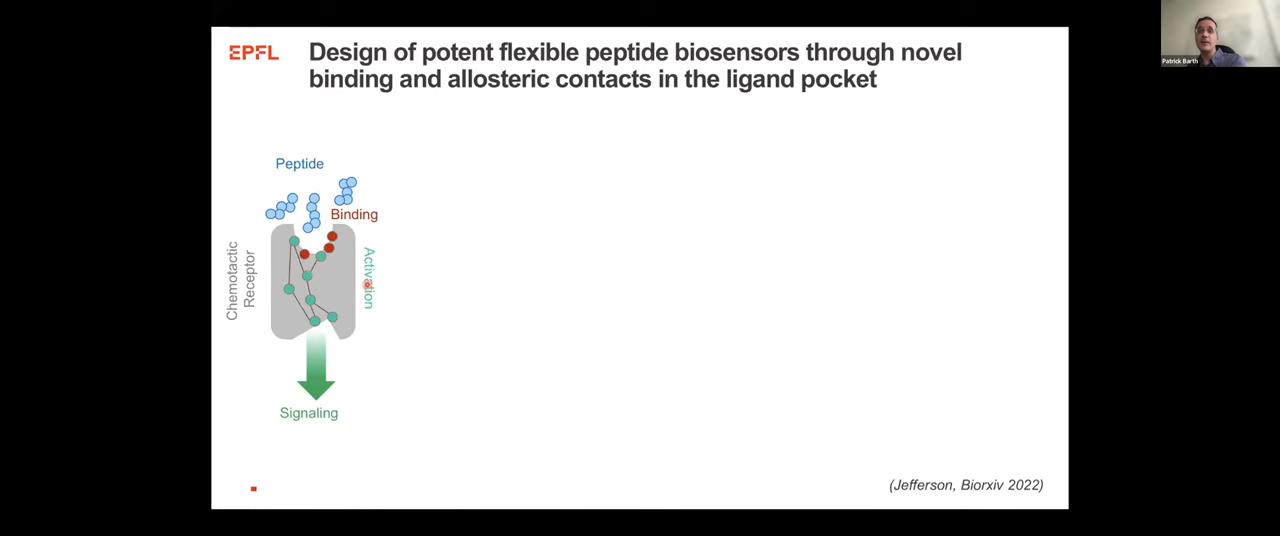 EPFL
Design of potent flexible peptide biosensors through novel
binding and allosteric contacts in the ligand pocket
Patrick Barth
Peptide
Binding
Chemotactic
Receptor
Activation
Signaling
(Jefferson, Biorxiv 2022)